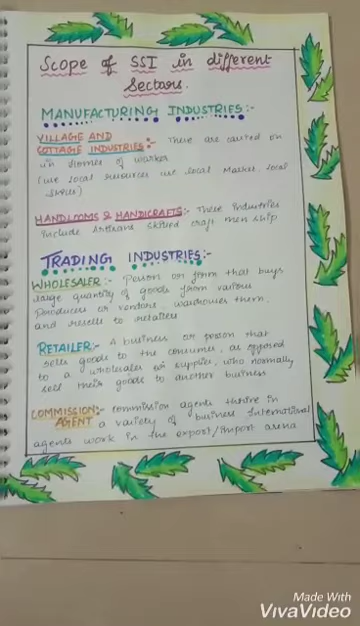 Scope of SSI in different
Sectors.
MANUFACTURING INDUSTRIES:-
VILLAGE AND
COTTAGE INDUSTRIES:- These are carried on
in Homes of worker
(use local resources use local Market, local
Skills)
HANDLOOMS & HANDICRAFTS:- These industries
include Artisans skilled craft men ship
TRADING INDUSTRIES:-
WHOLESALER:- Person or firm that buys
large quantity of goods from various
Producers or vendors, warehouses them,
and resells to retailers
RETAILER:- A business or person that
sells goods to the consumer, as opposed
to a wholesaler or supplier, who normally
sell their goods to another business
COMMISSION:- commission agents thrive in
AGENT a variety of business International
agents work in the export/import arena
Made With
VivaVideo